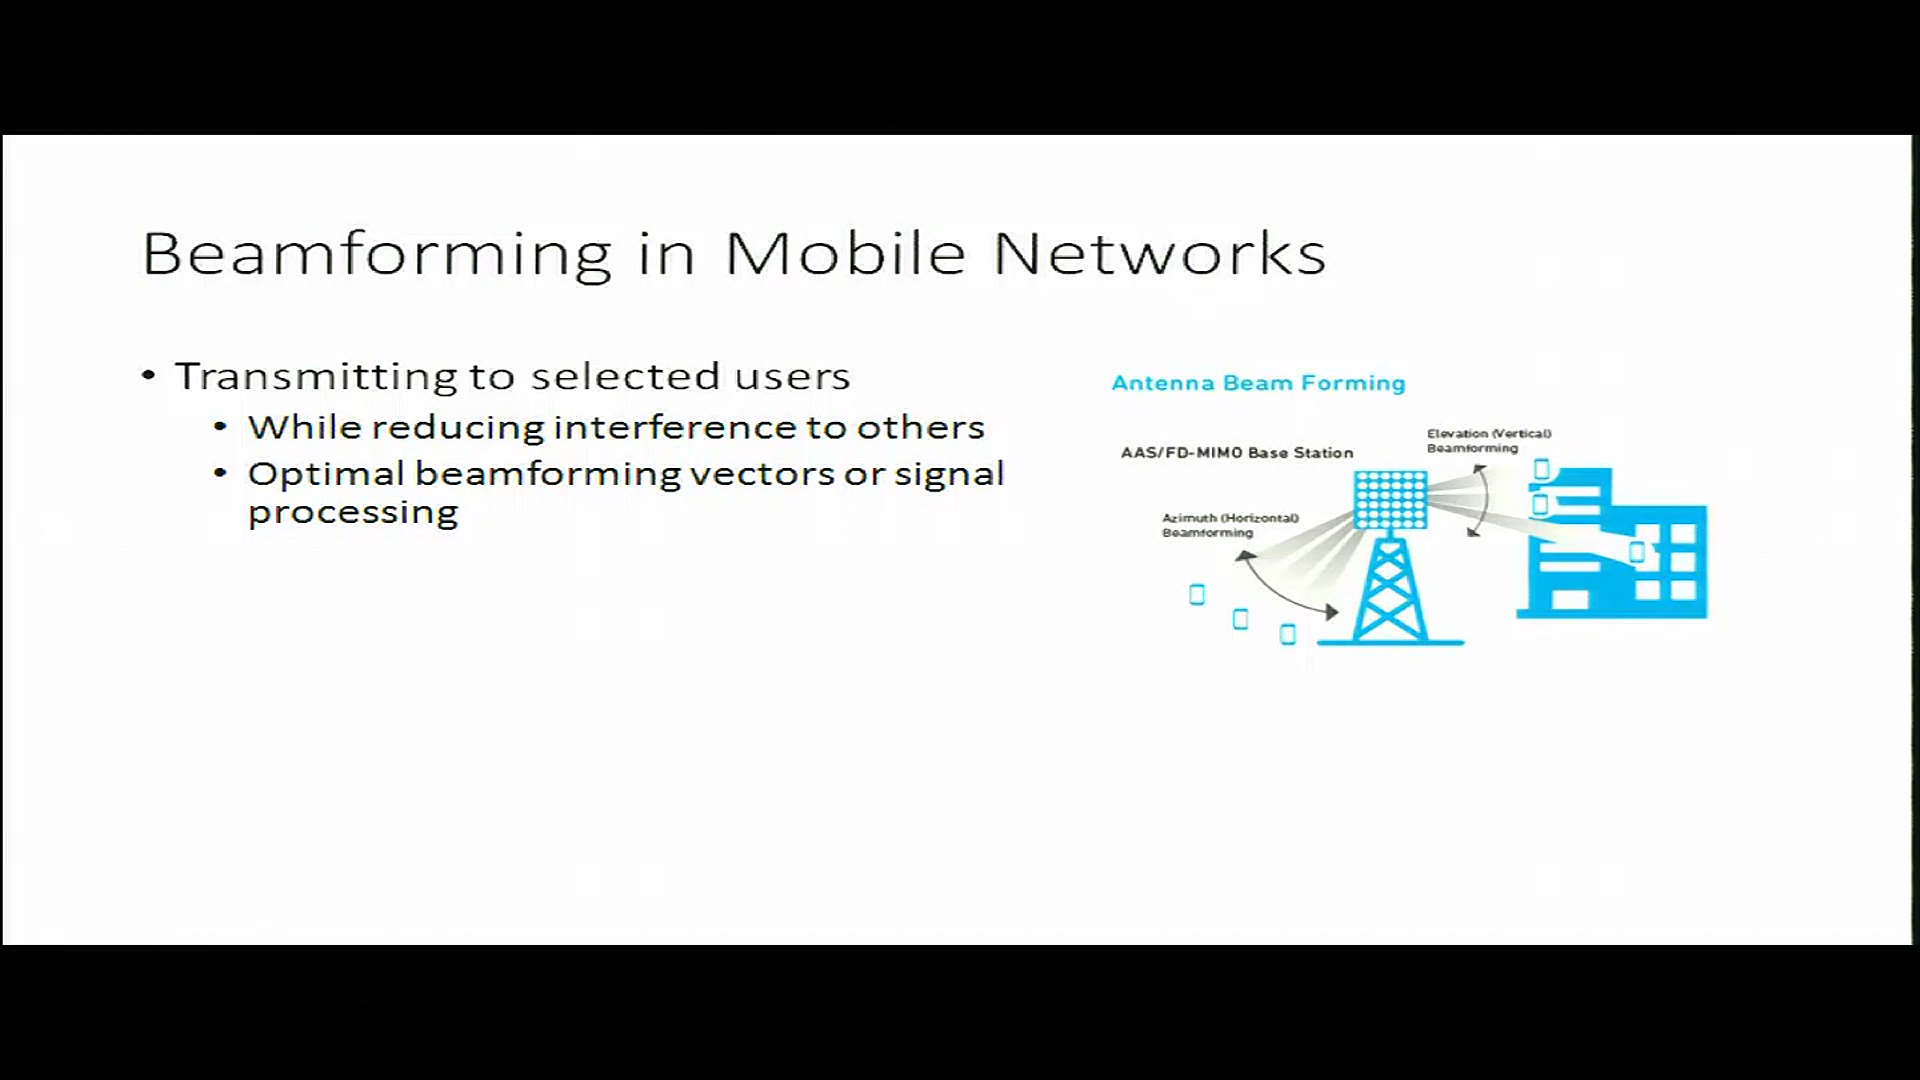 Beamforming in Mobile Networks
• Transmitting to selected users
• While reducing interference to others
• Optimal beamforming vectors or signal
processing
Antenna Beam Forming
AAS/FD-MIMO Base Station
Elevation (Vertical)
Beamforming
Azimuth (Horizontal)
Beamforming